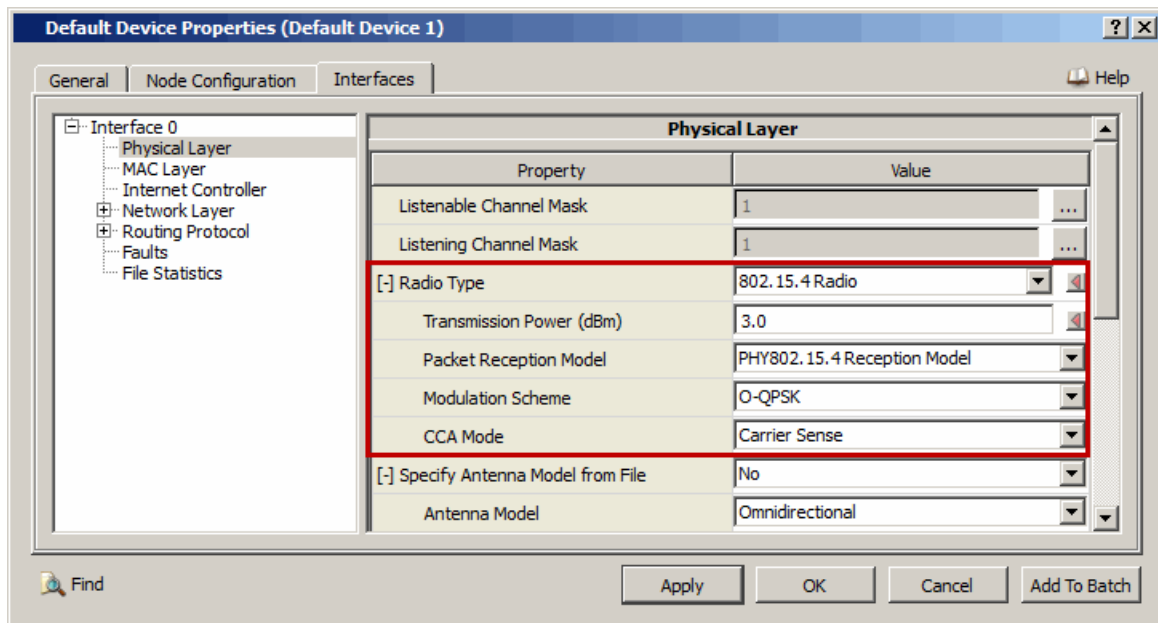 Default Device Properties (Default Device 1)
General Node Configuration Interfaces Help
Interface 0
Physical Layer
MAC Layer
Internet Controller
Network Layer
Routing Protocol
Faults
File Statistics
Physical Layer
Property Value
Listenable Channel Mask 1 ...
Listening Channel Mask 1 ...
[-] Radio Type 802.15.4 Radio
Transmission Power (dBm) 3.0
Packet Reception Model PHY802.15.4 Reception Model
Modulation Scheme O-QPSK
CCA Mode Carrier Sense
[-] Specify Antenna Model from File No
Antenna Model Omnidirectional
Find Apply OK Cancel Add To Batch